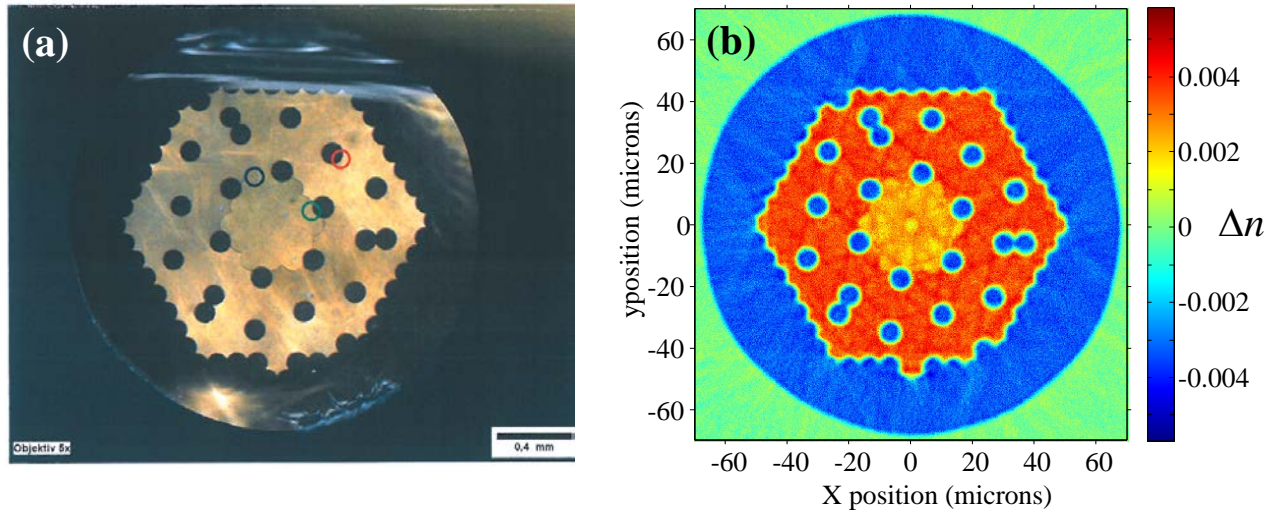 (a)
Objektiv 5x
0,4 mm
(b)
60
40
20
0
-20
-40
-60
yposition (microns)
-60 -40 -20 0 20 40 60
X position (microns)
0.004
0.002
0
-0.002
-0.004
Δn